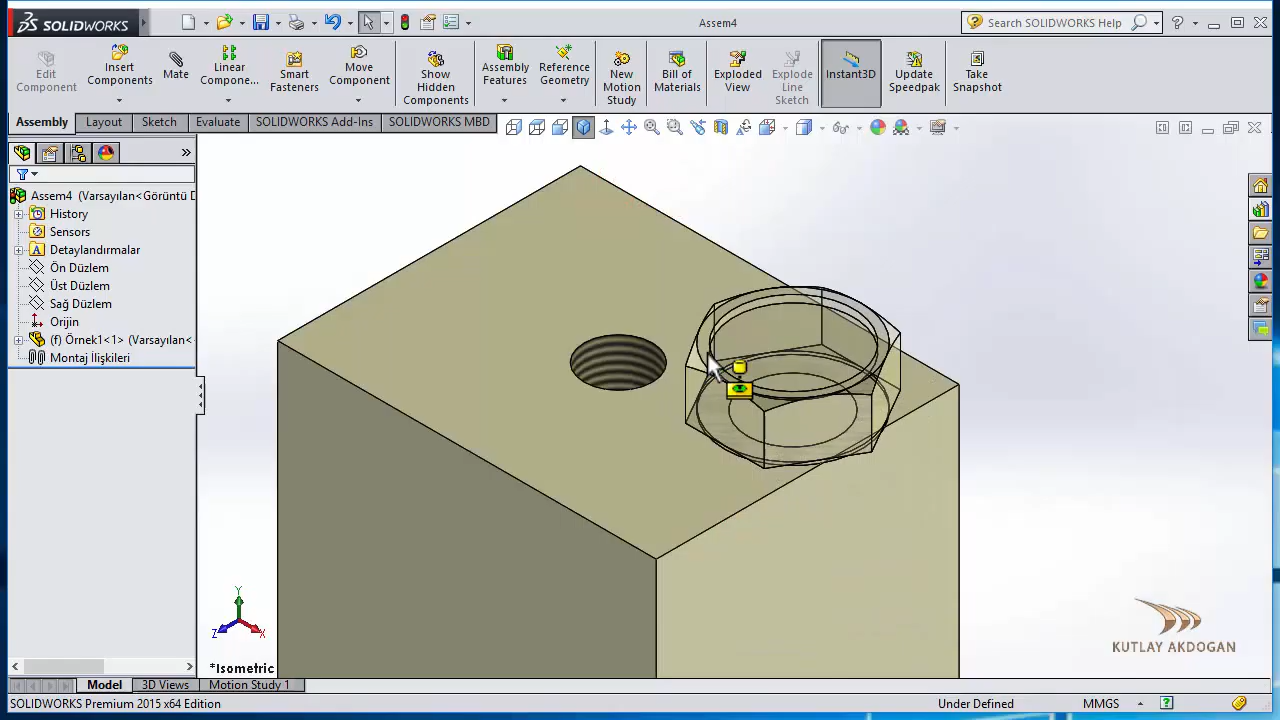 SOLIDWORKS
Assem4
Search SOLIDWORKS Help
Edit Component
Insert Components
Mate
Linear Compone...
Smart Fasteners
Move Component
Show Hidden Components
Assembly Features
Reference Geometry
New Motion Study
Bill of Materials
Exploded View
Explode Line Sketch
Instant3D
Update Speedpak
Take Snapshot
Assembly
Layout
Sketch
Evaluate
SOLIDWORKS Add-Ins
SOLIDWORKS MBD
Assem4 (Varsayılan<Görüntü D
History
Sensors
Detaylandırmalar
Ön Düzlem
Üst Düzlem
Sağ Düzlem
Orijin
(f) Örnek1<1> (Varsayılan<
Montaj İlişkileri
Y
Z
X
*Isometric
KUTLAY AKDOGAN
Model
3D Views
Motion Study 1
SOLIDWORKS Premium 2015 x64 Edition
Under Defined
MMGS